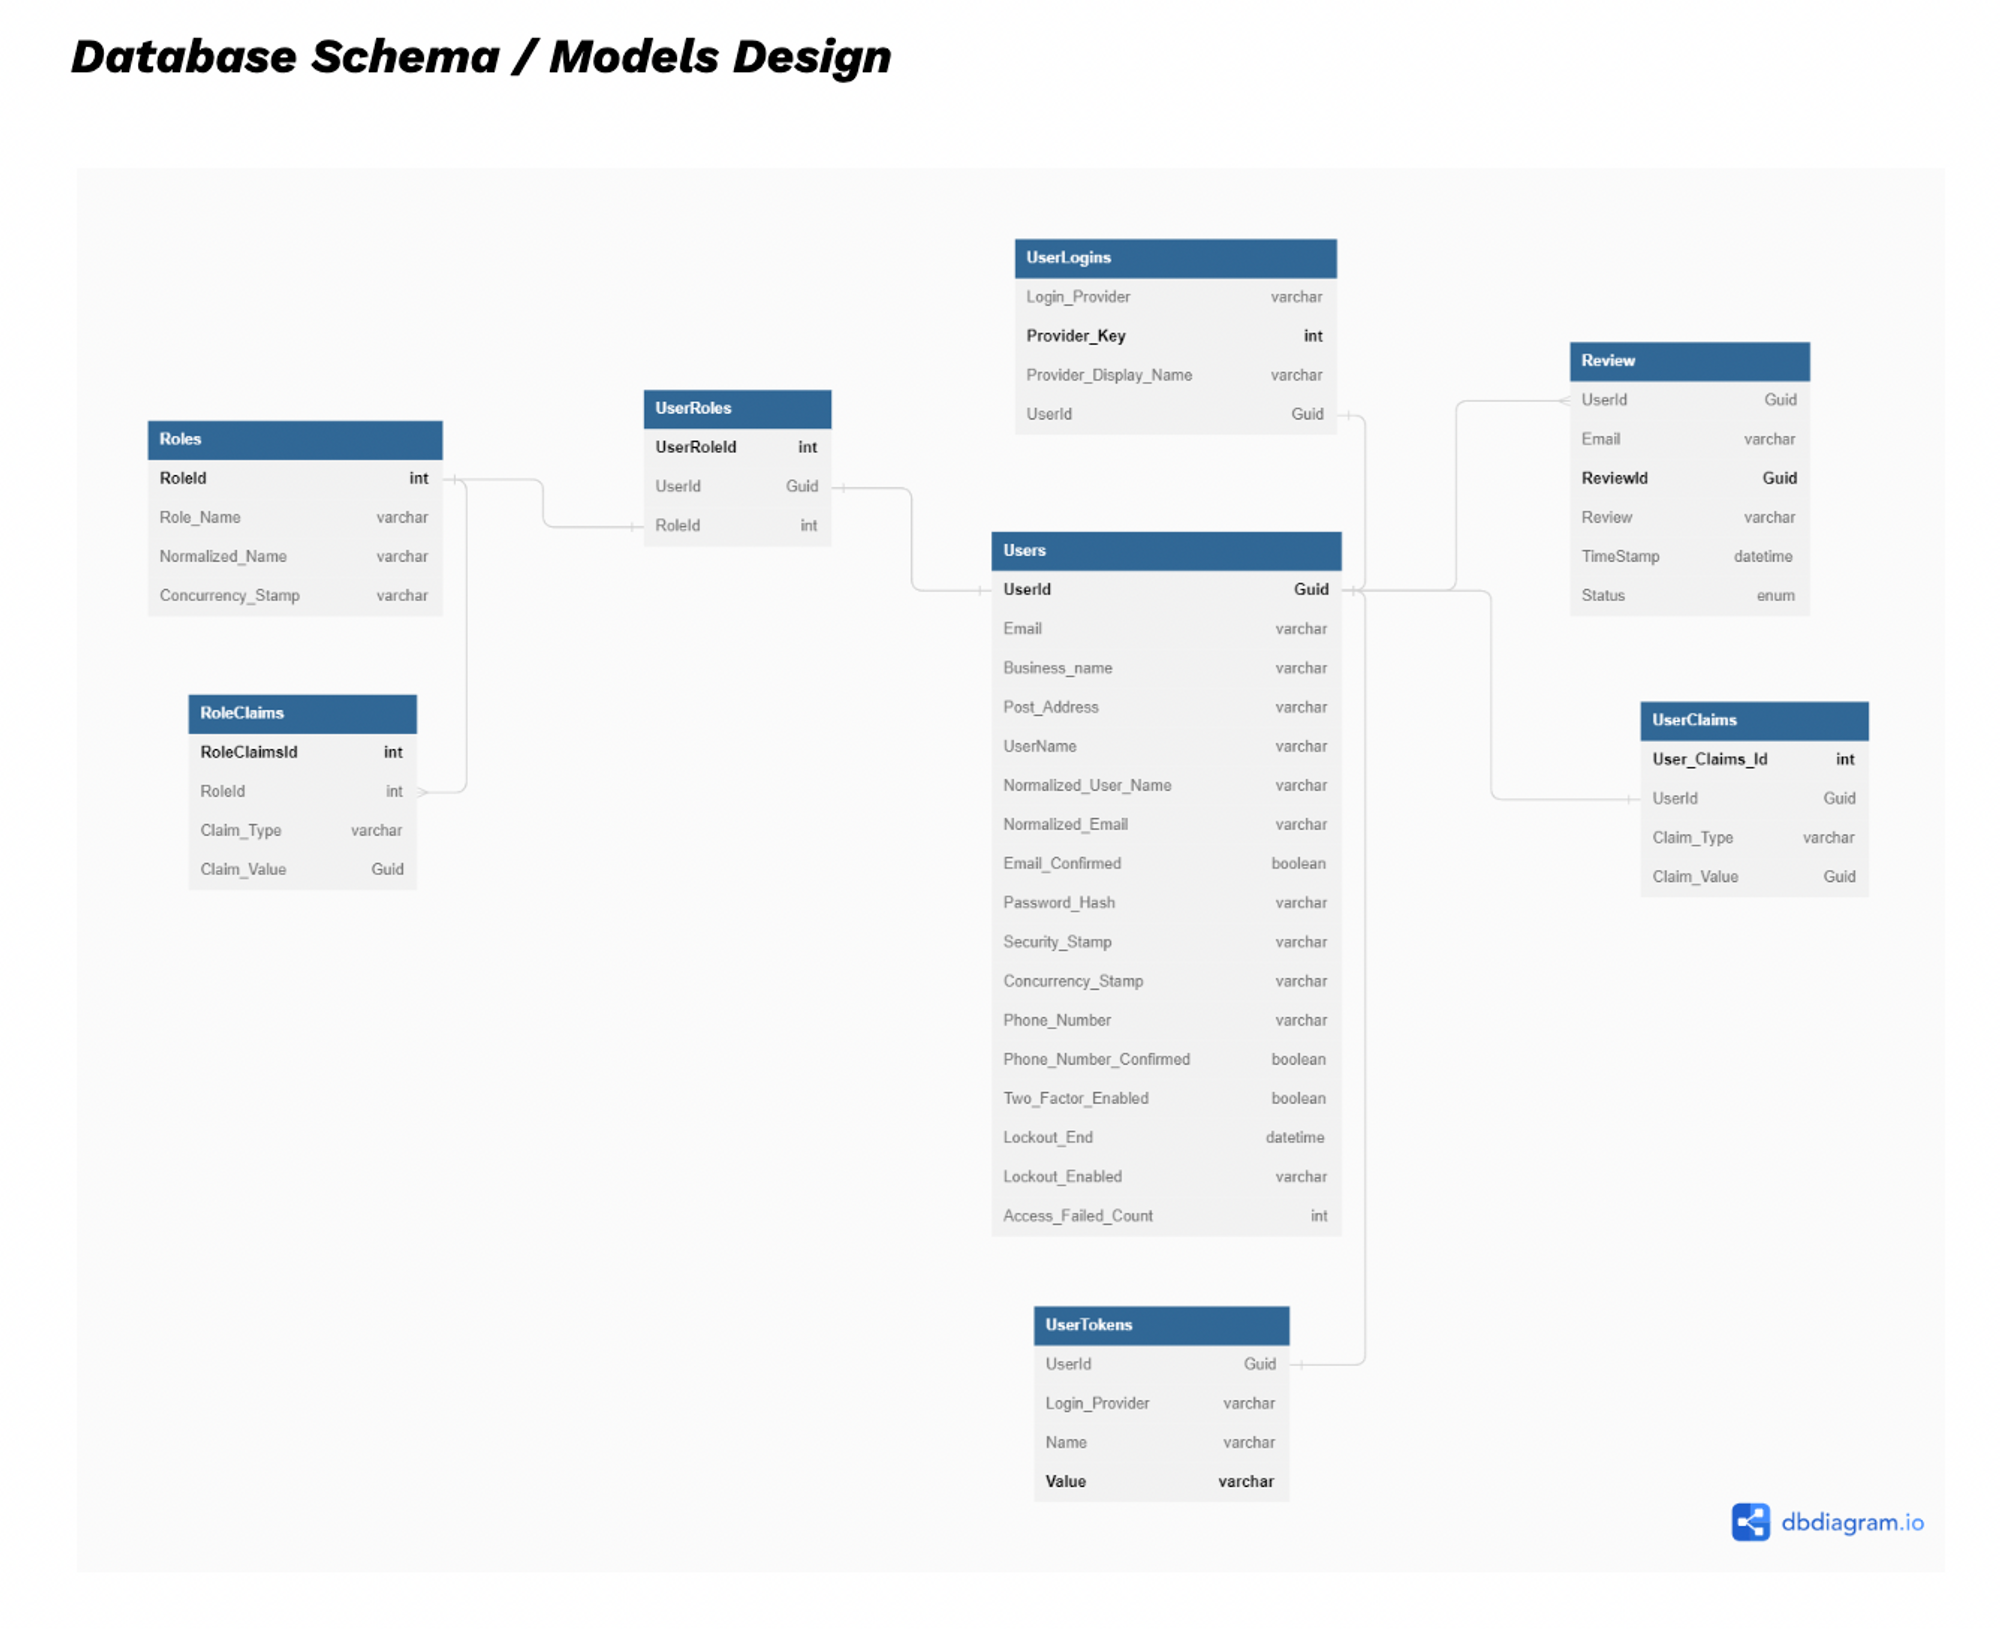 Database Schema / Models Design
UserLogins
Login_Provider varchar
Provider_Key int
Provider_Display_Name varchar
UserId Guid
Review
UserId Guid
Email varchar
ReviewId Guid
Review varchar
TimeStamp datetime
Status enum
UserRoles
UserRoleId int
UserId Guid
RoleId int
Roles
RoleId int
Role_Name varchar
Normalized_Name varchar
Concurrency_Stamp varchar
Users
UserId Guid
Email varchar
Business_name varchar
Post_Address varchar
UserName varchar
Normalized_User_Name varchar
Normalized_Email varchar
Email_Confirmed boolean
Password_Hash varchar
Security_Stamp varchar
Concurrency_Stamp varchar
Phone_Number varchar
Phone_Number_Confirmed boolean
Two_Factor_Enabled boolean
Lockout_End datetime
Lockout_Enabled varchar
Access_Failed_Count int
RoleClaims
RoleClaimsId int
RoleId int
Claim_Type varchar
Claim_Value Guid
UserClaims
User_Claims_Id int
UserId Guid
Claim_Type varchar
Claim_Value Guid
UserTokens
UserId Guid
Login_Provider varchar
Name varchar
Value varchar
dbdiagram.io